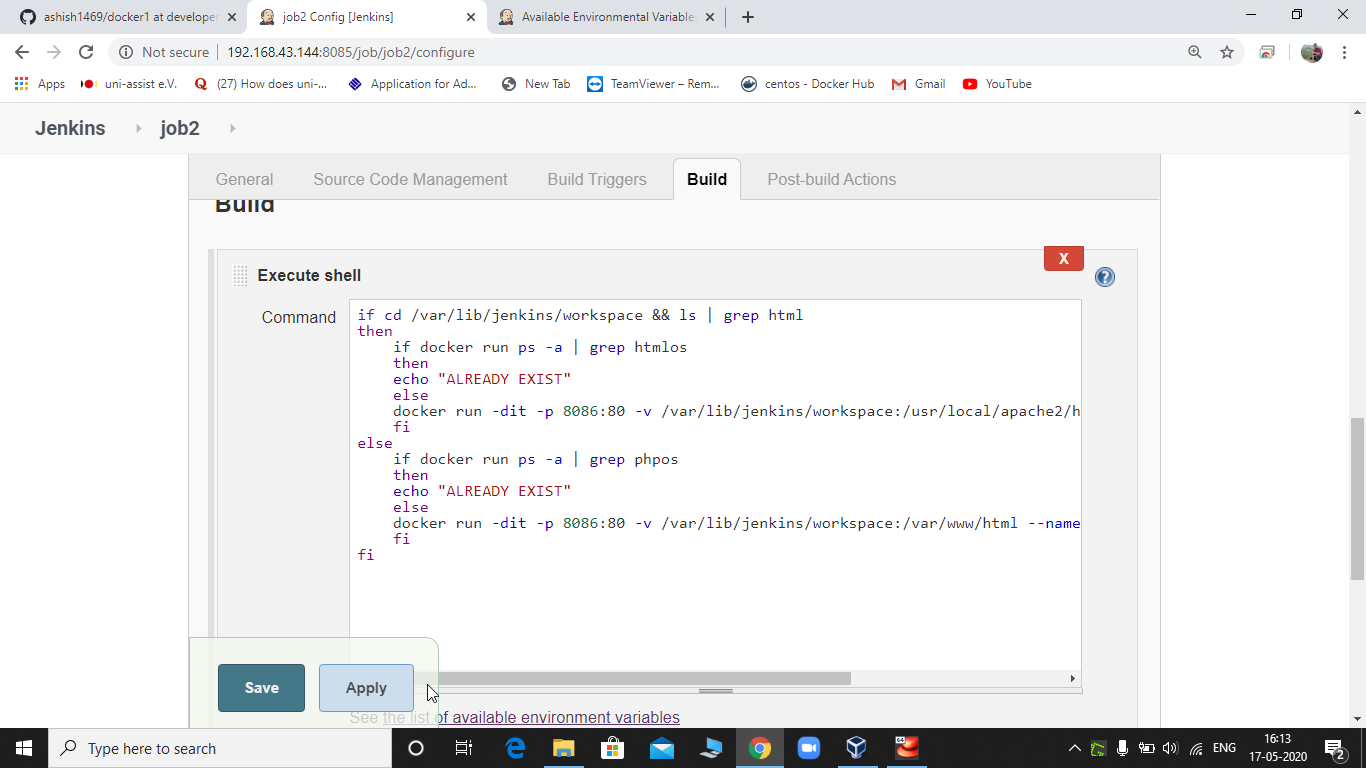 ashish1469/docker1 at developer
job2 Config [Jenkins]
Available Environmental Variable
Not secure
192.168.43.144:8085/job/job2/configure
Apps
uni-assist e.V.
(27) How does uni-...
Application for Ad...
New Tab
TeamViewer – Rem...
centos - Docker Hub
Gmail
YouTube
Jenkins
job2
General
Source Code Management
Build Triggers
Build
Post-build Actions
Build
X
Execute shell
?
Command
if cd /var/lib/jenkins/workspace && ls | grep html
then
    if docker run ps -a | grep htmlos
    then
    echo "ALREADY EXIST"
    else
    docker run -dit -p 8086:80 -v /var/lib/jenkins/workspace:/usr/local/apache2/h
    fi
else
    if docker run ps -a | grep phpos
    then
    echo "ALREADY EXIST"
    else
    docker run -dit -p 8086:80 -v /var/lib/jenkins/workspace:/var/www/html --name
    fi
fi
Save
Apply
See the list of available environment variables
Type here to search
ENG
16:13
17-05-2020
2